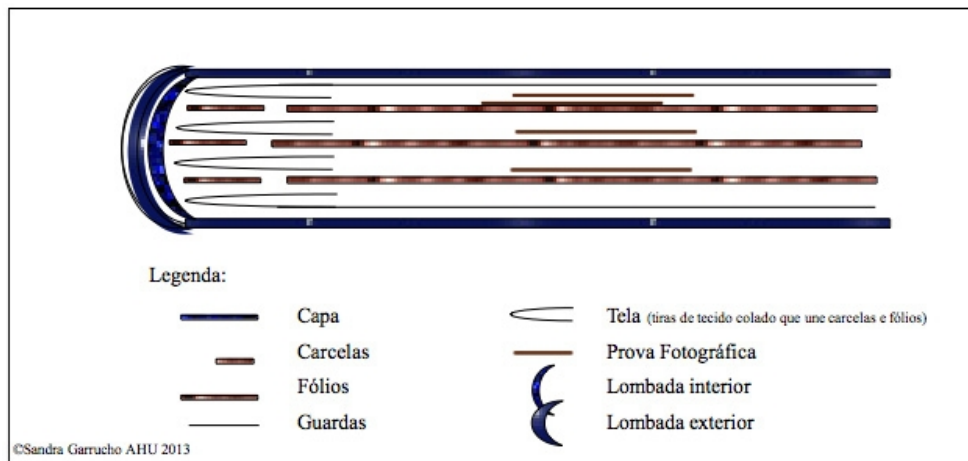 Legenda:
Capa
Carcelas
Fólios
Guardas
Tela (tiras de tecido colado que une carcelas e fólios)
Prova Fotográfica
Lombada interior
Lombada exterior
©Sandra Garrucho AHU 2013